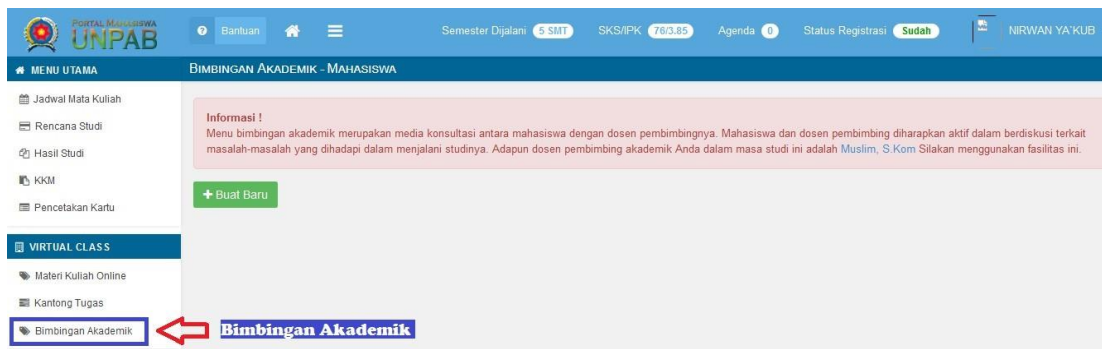 PORTAL MAHASISWA
UNPAB
Bantuan
Semester Dijalani 5 SMT
SKS/IPK 76/3.85
Agenda 0
Status Registrasi Sudah
NIRWAN YA'KUB
MENU UTAMA
Jadwal Mata Kuliah
Rencana Studi
Hasil Studi
KKM
Pencetakan Kartu
VIRTUAL CLASS
Materi Kuliah Online
Kantong Tugas
Bimbingan Akademik
BIMBINGAN AKADEMIK - MAHASISWA
Informasi !
Menu bimbingan akademik merupakan media konsultasi antara mahasiswa dengan dosen pembimbingnya. Mahasiswa dan dosen pembimbing diharapkan aktif dalam berdiskusi terkait
masalah-masalah yang dihadapi dalam menjalani studinya. Adapun dosen pembimbing akademik Anda dalam masa studi ini adalah Muslim, S.Kom Silakan menggunakan fasilitas ini.
+ Buat Baru
Bimbingan Akademik